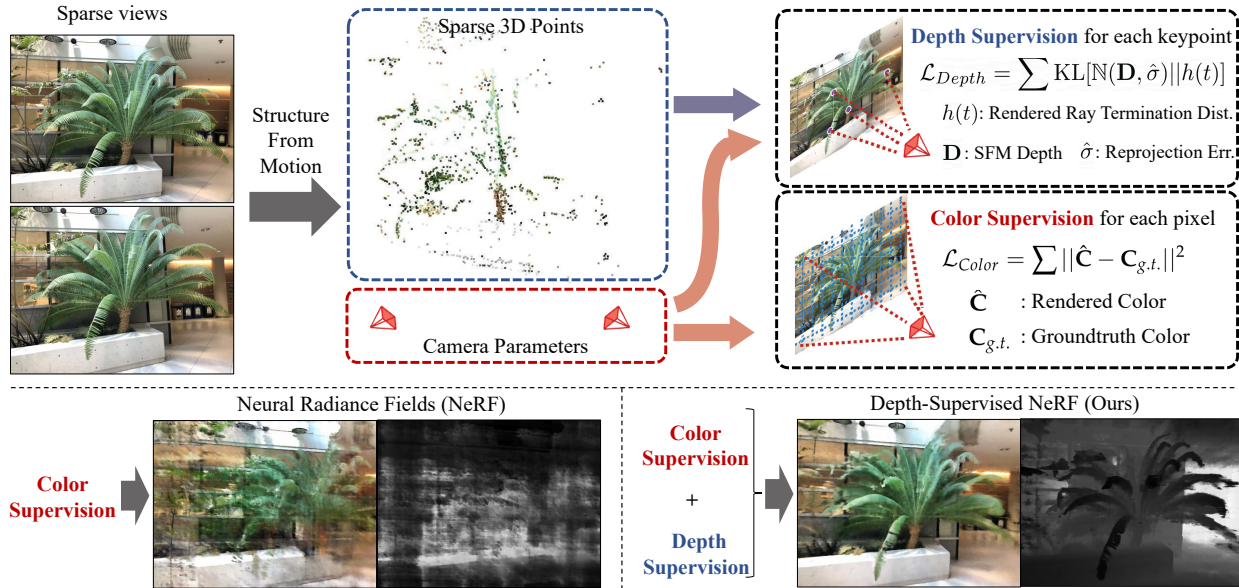 Sparse views
Structure
From
Motion
Sparse 3D Points
Camera Parameters
Depth Supervision for each keypoint
$\mathcal{L}_{Depth} = \sum \mathrm{KL}[\mathbb{N}(\mathbf{D}, \hat{\sigma})||h(t)]$
$h(t)$: Rendered Ray Termination Dist.
$\mathbf{D}$ : SFM Depth $\hat{\sigma}$: Reprojection Err.
Color Supervision for each pixel
$\mathcal{L}_{Color} = \sum ||\hat{\mathbf{C}} - \mathbf{C}_{g.t.}||^2$
$\hat{\mathbf{C}}$ : Rendered Color
$\mathbf{C}_{g.t.}$ : Groundtruth Color
Neural Radiance Fields (NeRF)
Color
Supervision
Depth-Supervised NeRF (Ours)
Color
Supervision
+
Depth
Supervision